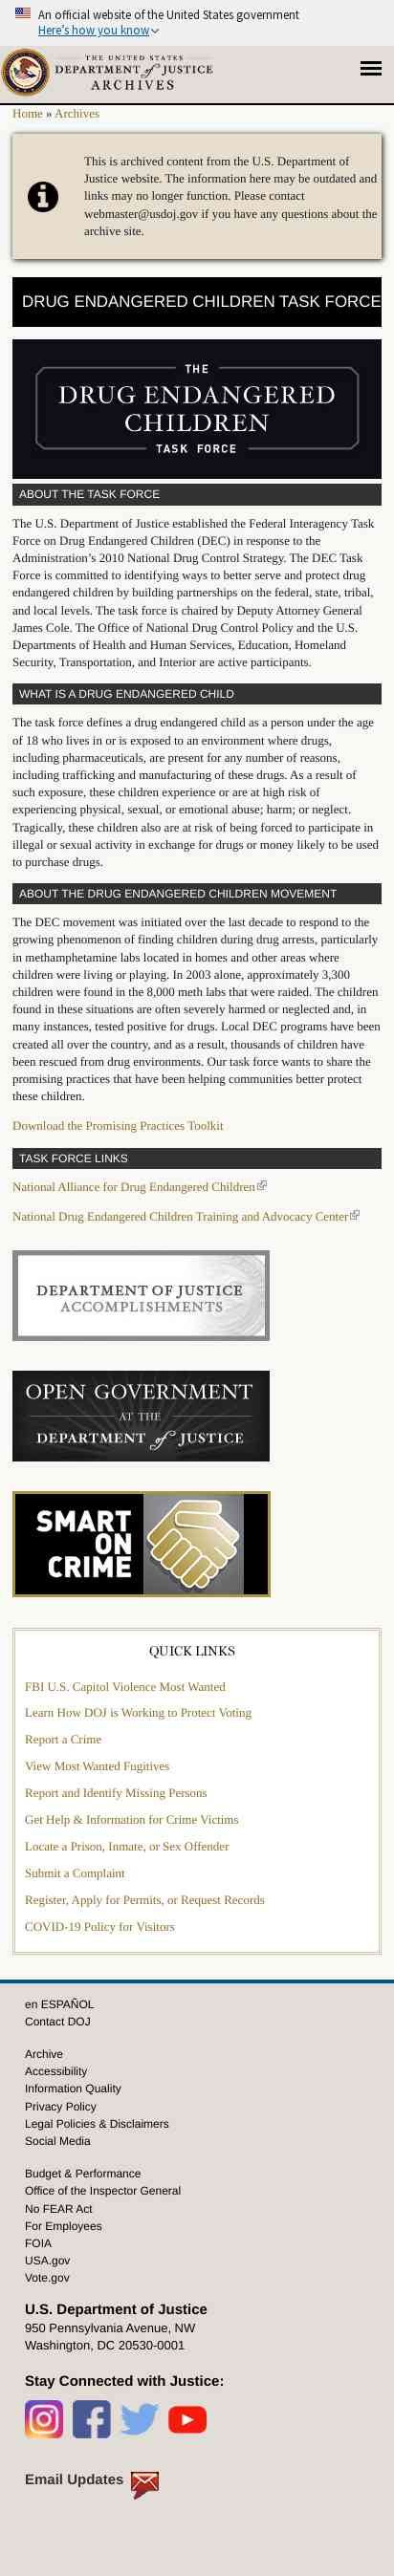 An official website of the United States government
Here's how you know
THE UNITED STATES
DEPARTMENT of JUSTICE
ARCHIVES
Home » Archives
This is archived content from the U.S. Department of
Justice website. The information here may be outdated and
links may no longer function. Please contact
webmaster@usdoj.gov if you have any questions about the
archive site.
DRUG ENDANGERED CHILDREN TASK FORCE
THE
DRUG ENDANGERED
CHILDREN
TASK FORCE
ABOUT THE TASK FORCE
The U.S. Department of Justice established the Federal Interagency Task
Force on Drug Endangered Children (DEC) in response to the
Administration's 2010 National Drug Control Strategy. The DEC Task
Force is committed to identifying ways to better serve and protect drug
endangered children by building partnerships on the federal, state, tribal,
and local levels. The task force is chaired by Deputy Attorney General
James Cole. The Office of National Drug Control Policy and the U.S.
Departments of Health and Human Services, Education, Homeland
Security, Transportation, and Interior are active participants.
WHAT IS A DRUG ENDANGERED CHILD
The task force defines a drug endangered child as a person under the age
of 18 who lives in or is exposed to an environment where drugs,
including pharmaceuticals, are present for any number of reasons,
including trafficking and manufacturing of these drugs. As a result of
such exposure, these children experience or are at high risk of
experiencing physical, sexual, or emotional abuse; harm; or neglect.
Tragically, these children also are at risk of being forced to participate in
illegal or sexual activity in exchange for drugs or money likely to be used
to purchase drugs.
ABOUT THE DRUG ENDANGERED CHILDREN MOVEMENT
The DEC movement was initiated over the last decade to respond to the
growing phenomenon of finding children during drug arrests, particularly
in methamphetamine labs located in homes and other areas where
children were living or playing. In 2003 alone, approximately 3,300
children were found in the 8,000 meth labs that were raided. The children
found in these situations are often severely harmed or neglected and, in
many instances, tested positive for drugs. Local DEC programs have been
created all over the country, and as a result, thousands of children have
been rescued from drug environments. Our task force wants to share the
promising practices that have been helping communities better protect
these children.
Download the Promising Practices Toolkit
TASK FORCE LINKS
National Alliance for Drug Endangered Children
National Drug Endangered Children Training and Advocacy Center
DEPARTMENT OF JUSTICE
ACCOMPLISHMENTS
OPEN GOVERNMENT
AT THE
DEPARTMENT of JUSTICE
SMART
ON
CRIME
QUICK LINKS
FBI U.S. Capitol Violence Most Wanted
Learn How DOJ is Working to Protect Voting
Report a Crime
View Most Wanted Fugitives
Report and Identify Missing Persons
Get Help & Information for Crime Victims
Locate a Prison, Inmate, or Sex Offender
Submit a Complaint
Register, Apply for Permits, or Request Records
COVID-19 Policy for Visitors
en ESPAÑOL
Contact DOJ
Archive
Accessibility
Information Quality
Privacy Policy
Legal Policies & Disclaimers
Social Media
Budget & Performance
Office of the Inspector General
No FEAR Act
For Employees
FOIA
USA.gov
Vote.gov
U.S. Department of Justice
950 Pennsylvania Avenue, NW
Washington, DC 20530-0001
Stay Connected with Justice:
Email Updates